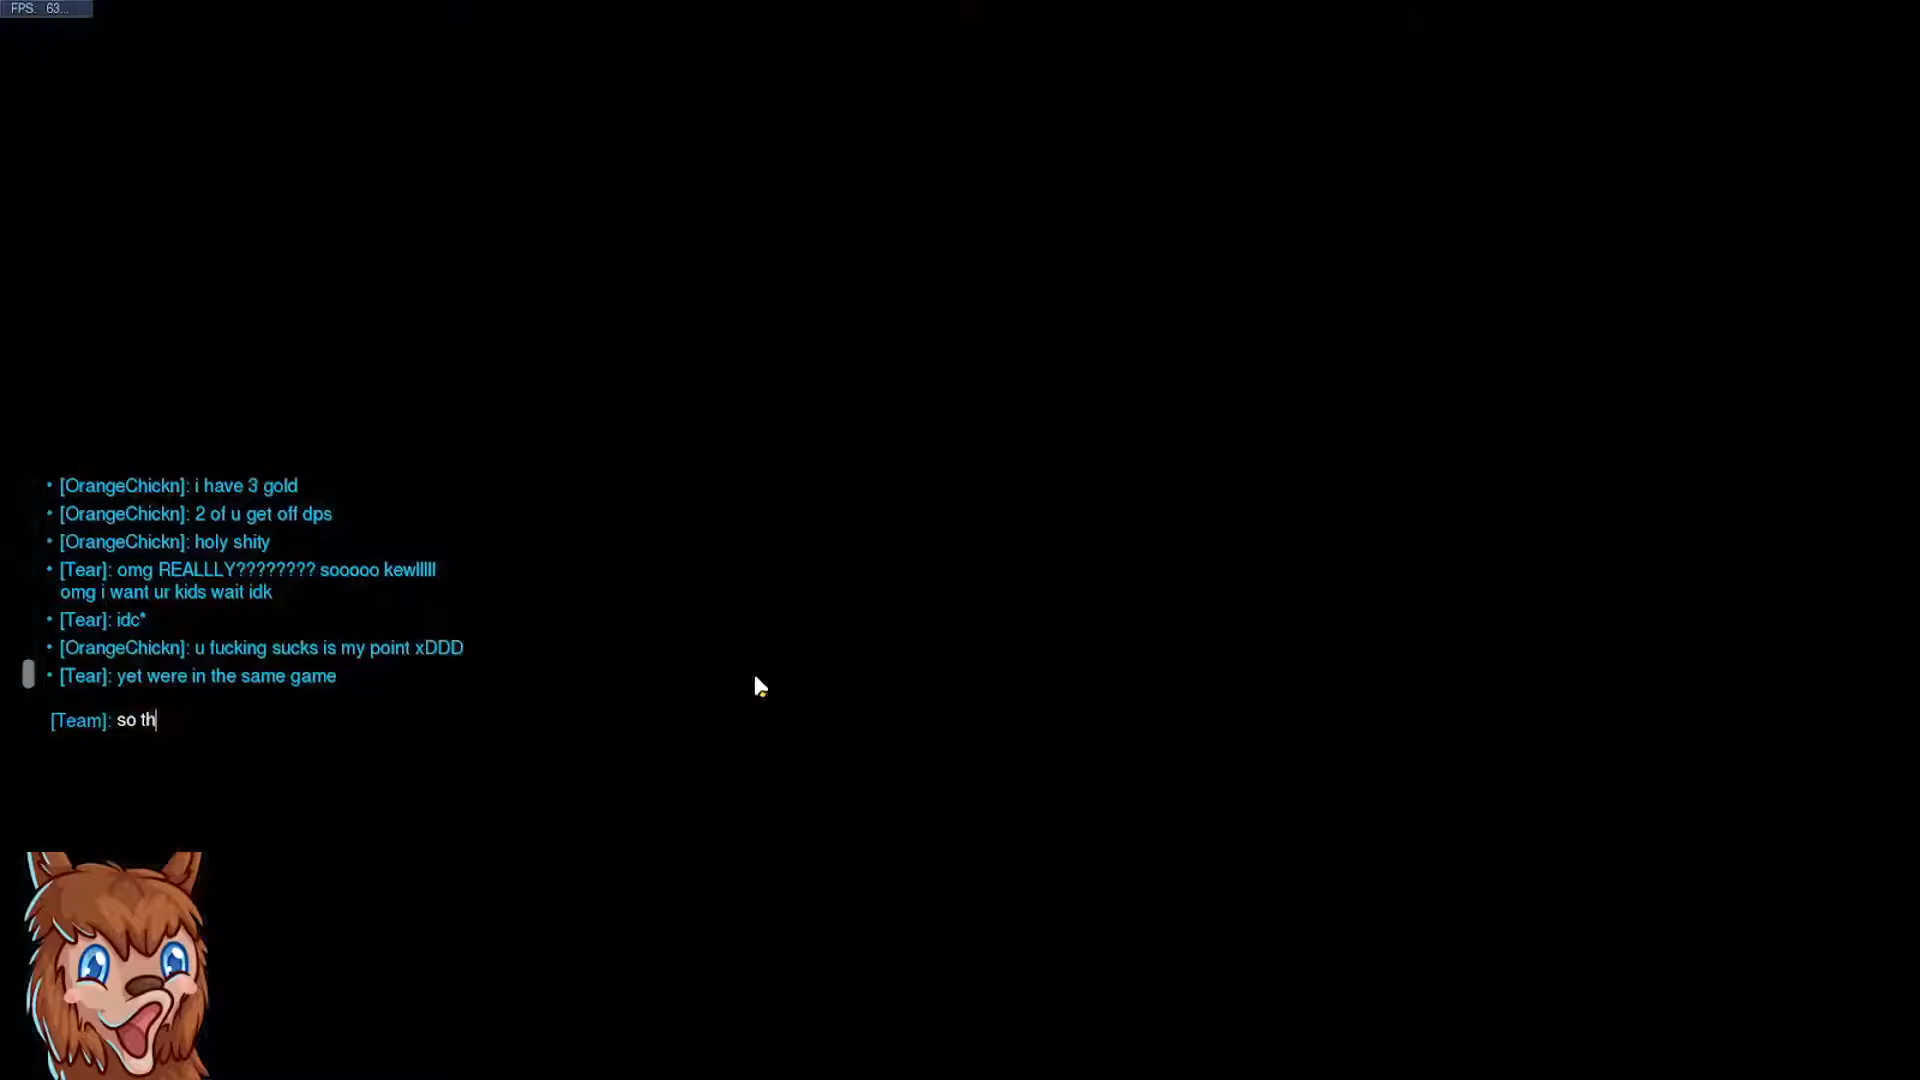 FPS: 63...
• [OrangeChickn]: i have 3 gold
• [OrangeChickn]: 2 of u get off dps
• [OrangeChickn]: holy shity
• [Tear]: omg REALLLY???????? sooooo kewlllll
omg i want ur kids wait idk
• [Tear]: idc*
• [OrangeChickn]: u fucking sucks is my point xDDD
• [Tear]: yet were in the same game
[Team]: so th